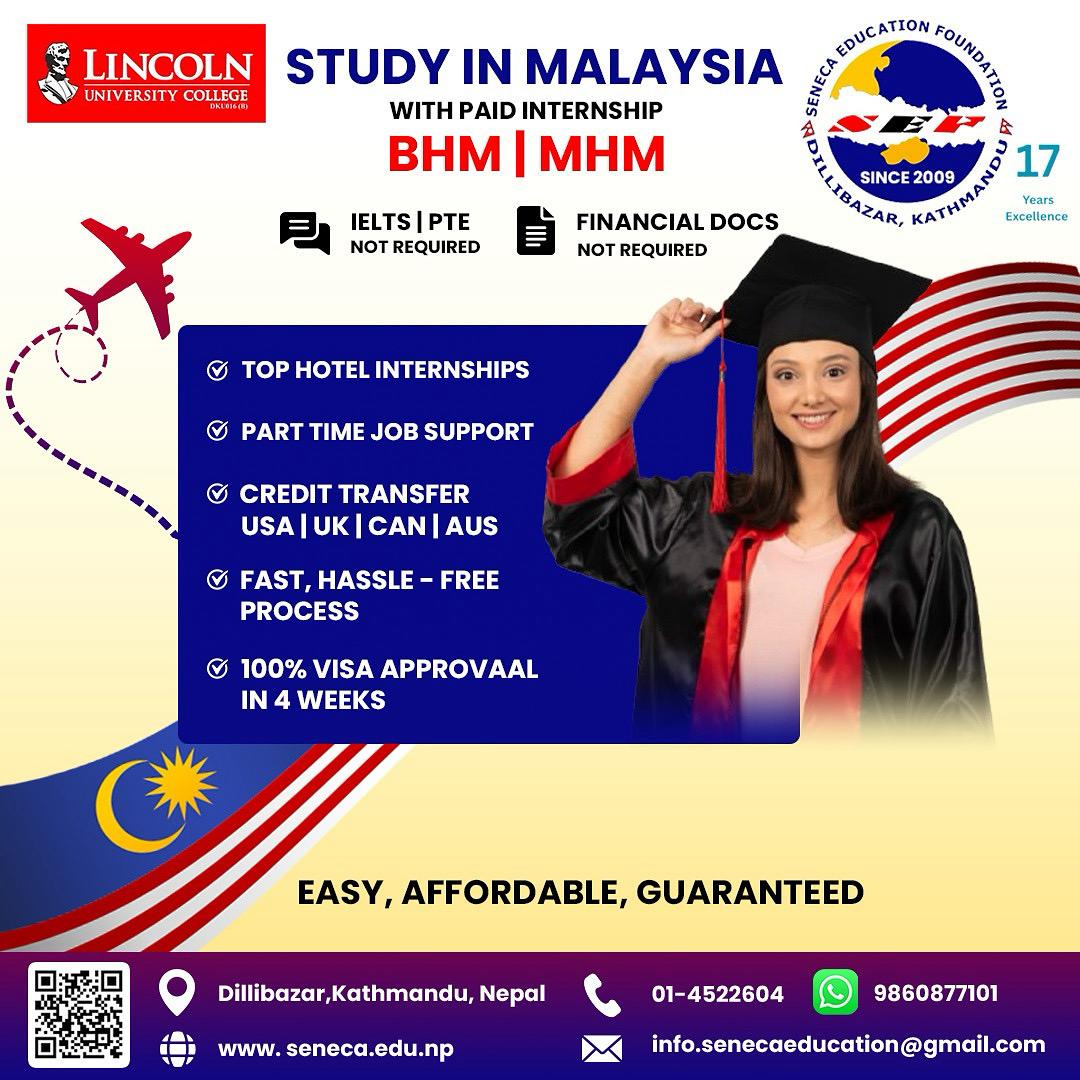 LINCOLN
UNIVERSITY COLLEGE
DKU016 (B)
STUDY IN MALAYSIA
WITH PAID INTERNSHIP
BHM | MHM
SENECA EDUCATION FOUNDATION
SEF
SINCE 2009
DILLIBAZAR, KATHMANDU
17
Years
Excellence
IELTS | PTE
NOT REQUIRED
FINANCIAL DOCS
NOT REQUIRED
TOP HOTEL INTERNSHIPS
PART TIME JOB SUPPORT
CREDIT TRANSFER
USA | UK | CAN | AUS
FAST, HASSLE – FREE
PROCESS
100% VISA APPROVAAL
IN 4 WEEKS
EASY, AFFORDABLE, GUARANTEED
Dillibazar,Kathmandu, Nepal
01-4522604
9860877101
www. seneca.edu.np
info.senecaeducation@gmail.com